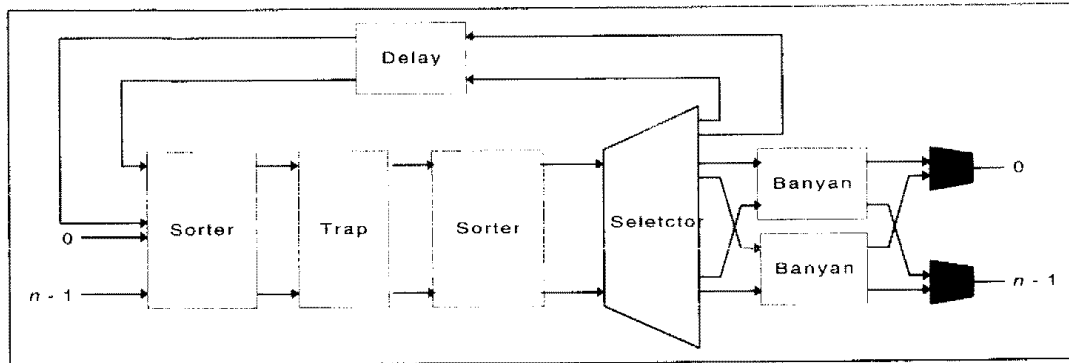 Delay
Banyan
0
Sorter
Trap
Sorter
Seletctor
0
Banyan
n - 1
n - 1